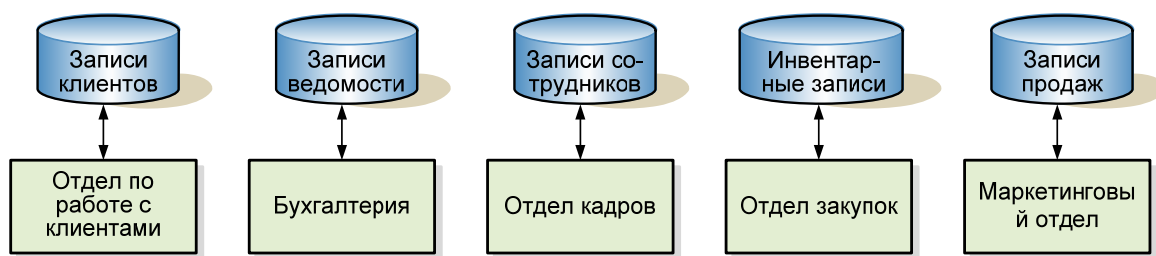 Записи
клиентов
Записи
ведомости
Записи со-
трудников
Инвентар-
ные записи
Записи
продаж
Отдел по
работе с
клиентами
Бухгалтерия
Отдел кадров
Отдел закупок
Маркетинговы
й отдел